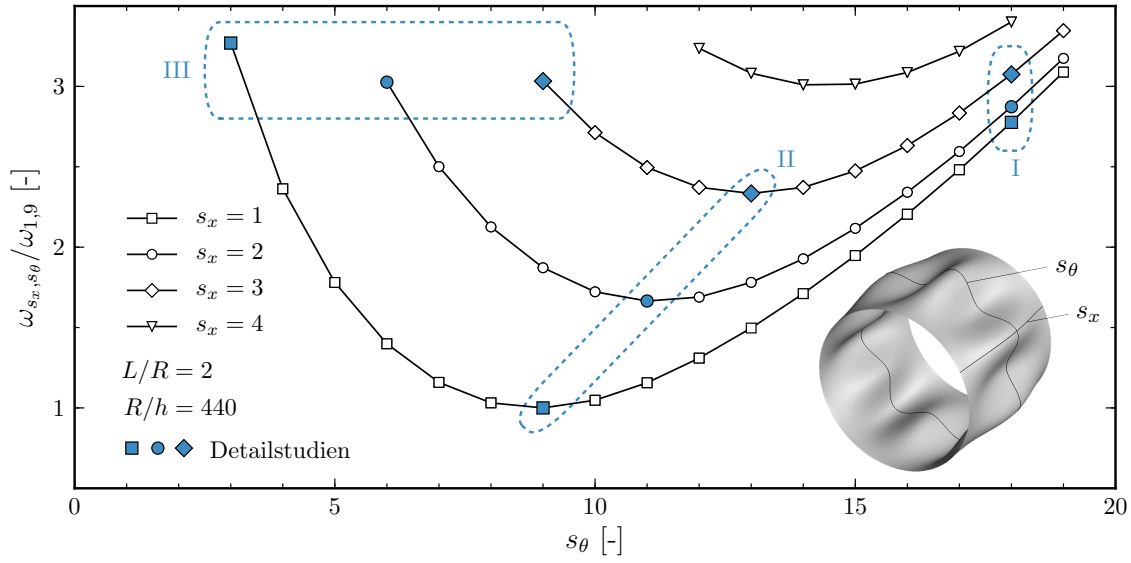 III
II
I
3
2
1
ω_{s_x,s_θ}/ω_{1,9} [-]
s_x = 1
s_x = 2
s_x = 3
s_x = 4
L/R = 2
R/h = 440
Detailstudien
s_θ
s_x
0 5 10 15 20
s_θ [-]